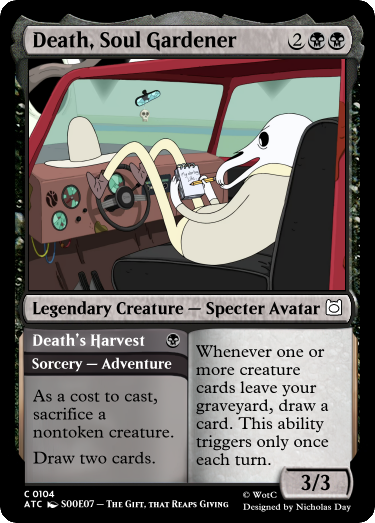 Death, Soul Gardener 2
Legendary Creature — Specter Avatar
Death's Harvest
Sorcery — Adventure
As a cost to cast,
sacrifice a
nontoken creature.
Draw two cards.
Whenever one or
more creature
cards leave your
graveyard, draw a
card. This ability
triggers only once
each turn.
3/3
C 0104
ATC S00E07 – The Gift, that Reaps Giving
© WotC
Designed by Nicholas Day